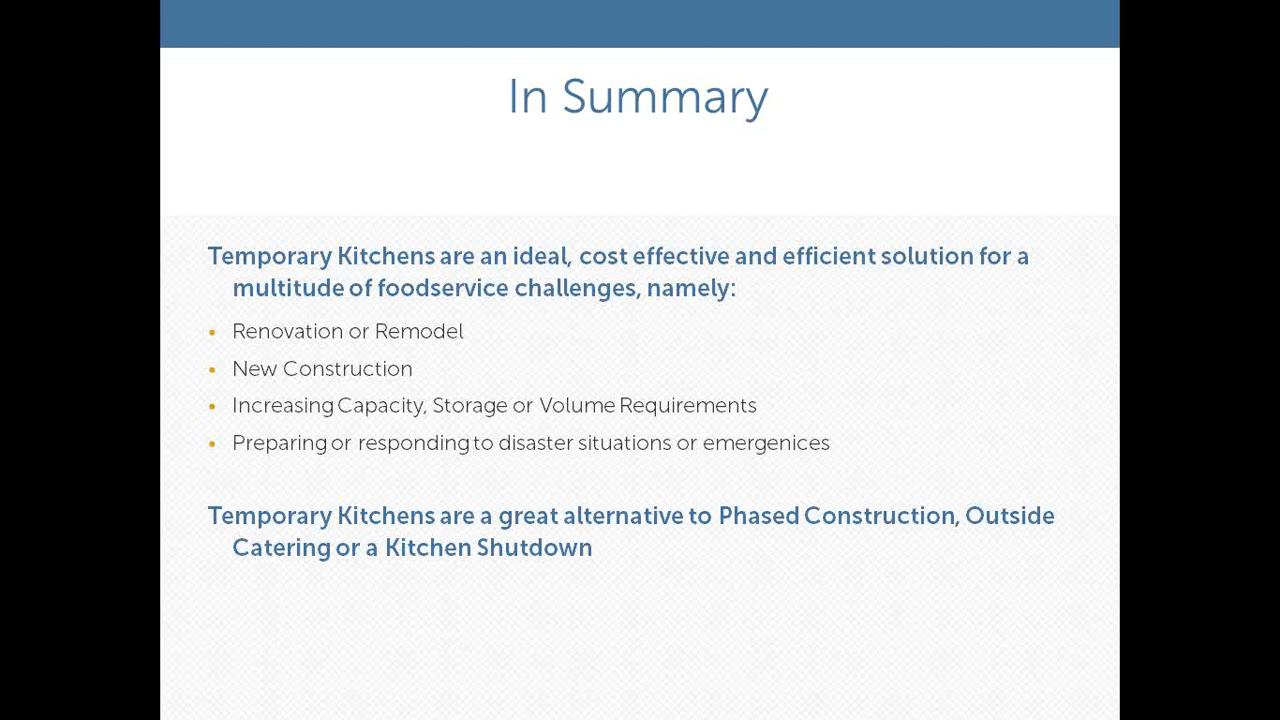 In Summary
Temporary Kitchens are an ideal, cost effective and efficient solution for a
multitude of foodservice challenges, namely:
• Renovation or Remodel
• New Construction
• Increasing Capacity, Storage or Volume Requirements
• Preparing or responding to disaster situations or emergenices
Temporary Kitchens are a great alternative to Phased Construction, Outside
Catering or a Kitchen Shutdown